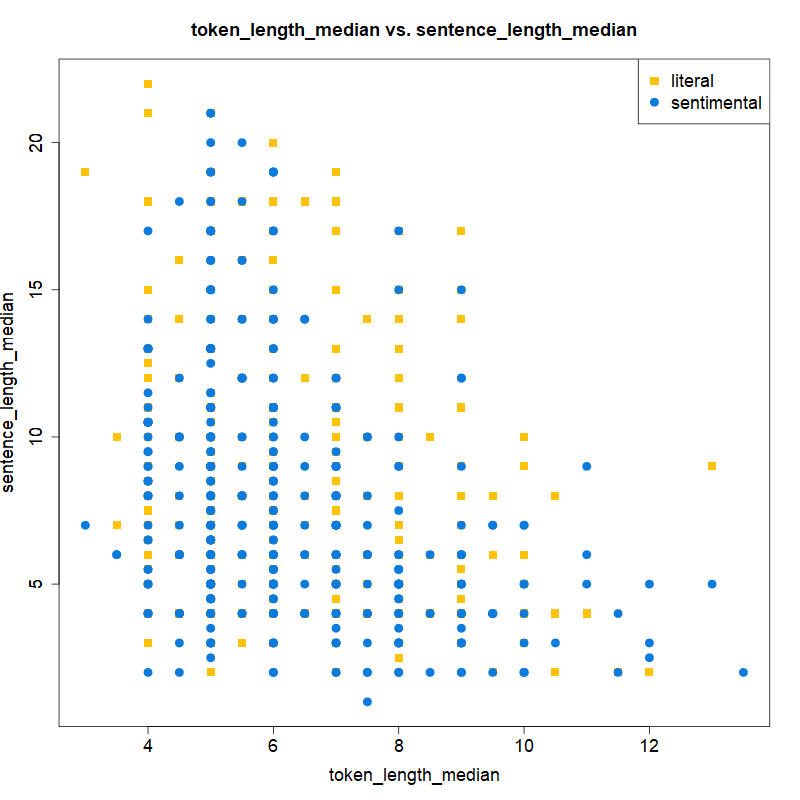 token_length_median vs. sentence_length_median
literal
sentimental
sentence_length_median
20
15
10
5
4
6
8
10
12
token_length_median